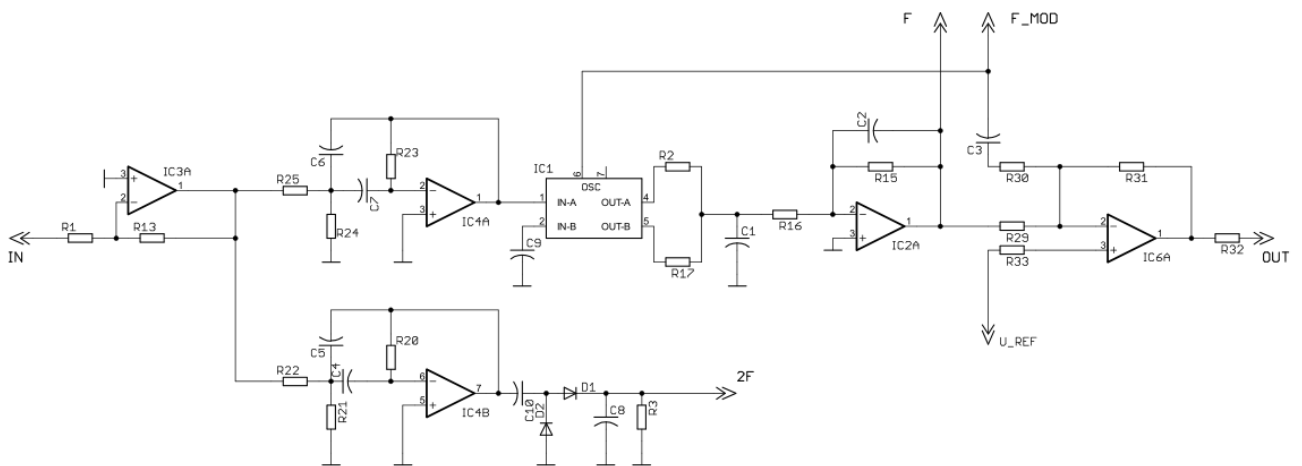 F
F_MOD
C2
C6
R23
C3
IC3A
3
2
1
R25
C7
2
3
1
IC4A
R24
IC1
6
7
OSC
1
IN-A
OUT-A
4
2
IN-B
OUT-B
5
R2
R17
C9
C1
R16
R15
2
3
1
IC2A
R30
R31
R29
R33
2
3
1
IC6A
R32
OUT
R1
R13
IN
U_REF
C5
R20
R22
C4
R21
6
5
7
IC4B
C10
D2
D1
C8
R3
2F